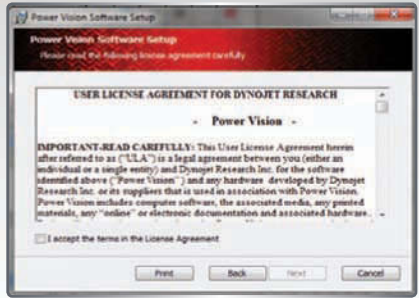 Power Vision Software Setup
Power Vision Software Setup
Please read the following license agreement carefully
USER LICENSE AGREEMENT FOR DYNOJET RESEARCH
- Power Vision -
IMPORTANT-READ CAREFULLY: This User License Agreement herein
after referred to as ("ULA") is a legal agreement between you (either an
individual or a single entity) and Dynojet Research Inc. for the software
identified above ("Power Vision") and any hardware developed by Dynojet
Research Inc. or its suppliers that is used in association with Power Vision.
Power Vision includes computer software, the associated media, any printed
materials, any "online" or electronic documentation and associated hardware.
I accept the terms in the License Agreement
Print
Back
Next
Cancel